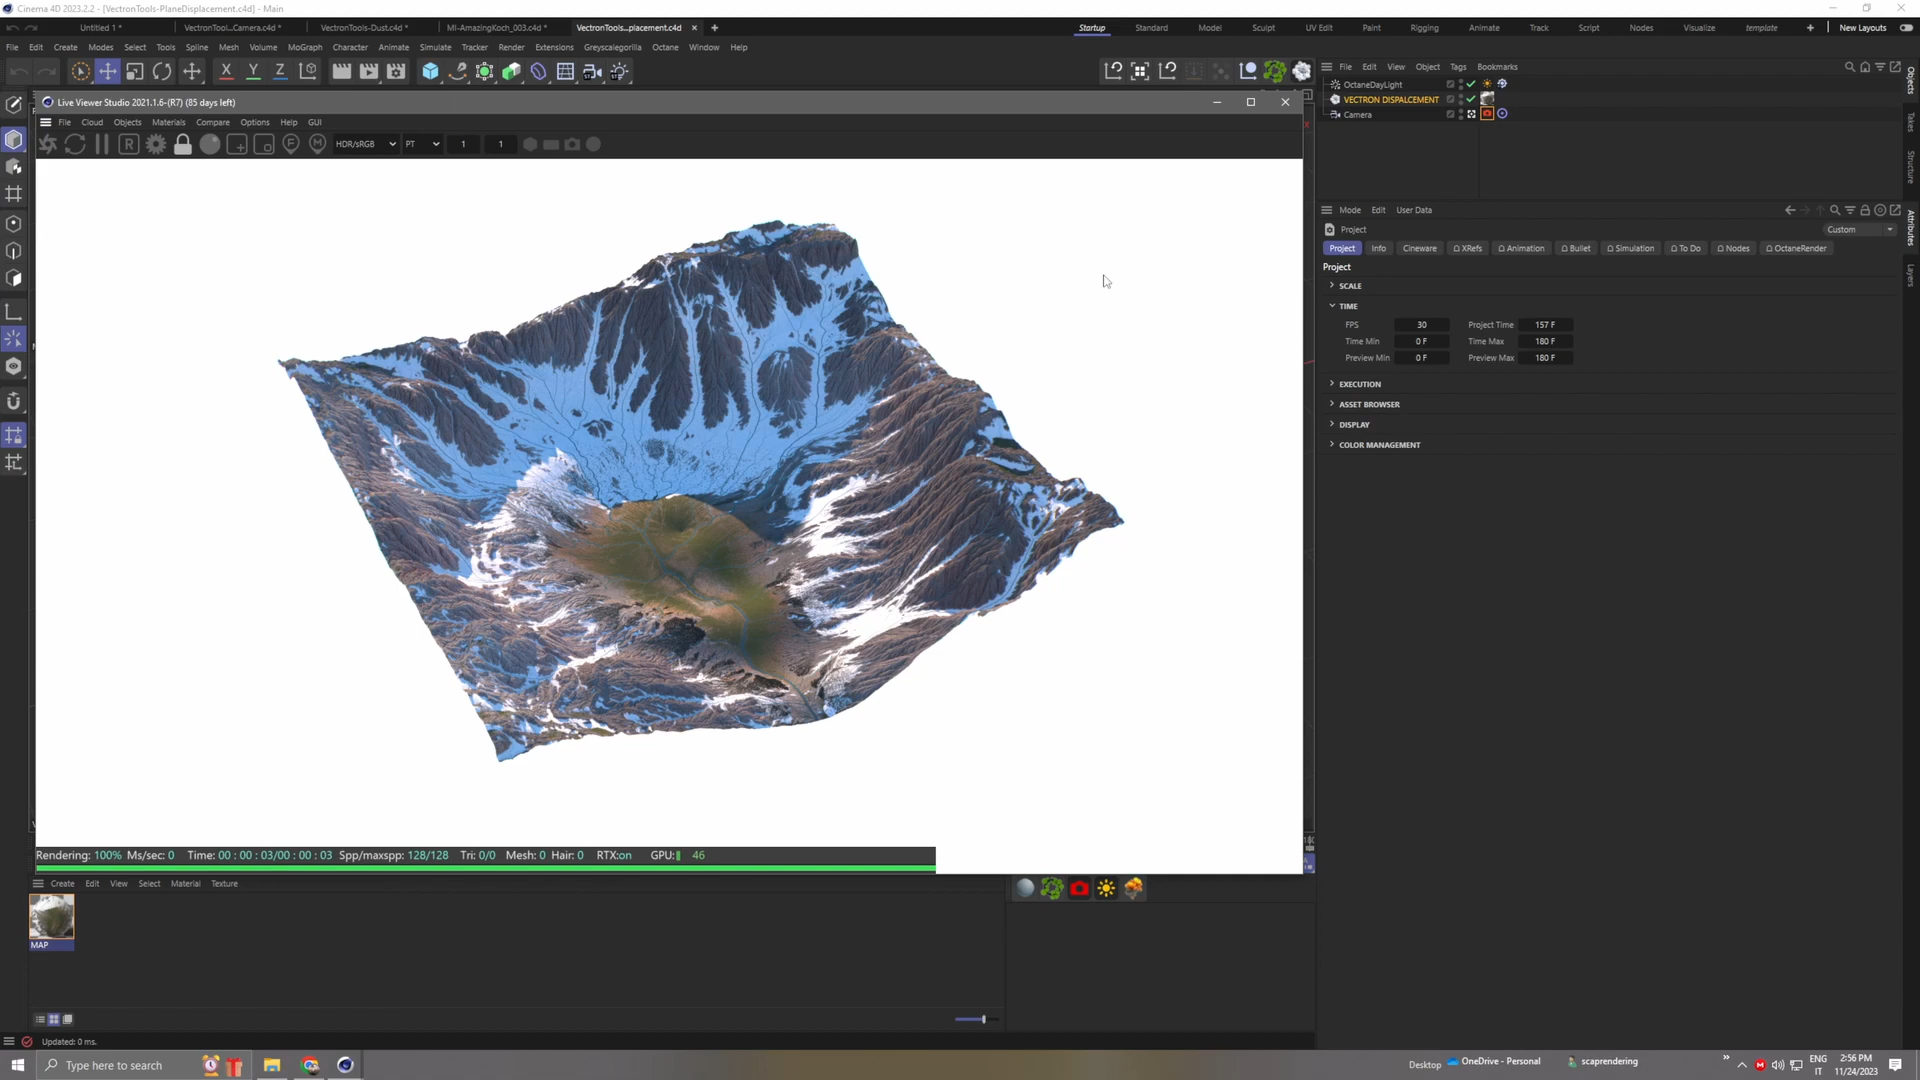 Cinema 4D 2023.2.2 - [VectronTools-PlaneDisplacement.c4d] - Main
Untitled 1 * VectronTool...Camera.c4d * VectronTools-Dust.c4d * MI-AmazingKoch_003.c4d * VectronTools...placement.c4d
Startup Standard Model Sculpt UV Edit Paint Rigging Animate Track Script Nodes Visualize template New Layouts
File Edit Create Modes Select Tools Spline Mesh Volume MoGraph Character Animate Simulate Tracker Render Extensions Greyscalegorilla Octane Window Help
File Edit View Object Tags Bookmarks
OctaneDayLight
VECTRON DISPALCEMENT
Camera
Objects
Takes
Structure
Live Viewer Studio 2021.1.6-(R7) (85 days left)
File Cloud Objects Materials Compare Options Help GUI
HDR/sRGB PT 1 1
Mode Edit User Data
Project Custom
Project Info Cineware XRefs Animation Bullet Simulation To Do Nodes OctaneRender
Project
SCALE
TIME
FPS 30 Project Time 157 F
Time Min 0 F Time Max 180 F
Preview Min 0 F Preview Max 180 F
EXECUTION
ASSET BROWSER
DISPLAY
COLOR MANAGEMENT
Attributes
Layers
Rendering: 100% Ms/sec: 0 Time: 00 : 00 : 03/00 : 00 : 03 Spp/maxspp: 128/128 Tri: 0/0 Mesh: 0 Hair: 0 RTX:on GPU: 46
Create Edit View Select Material Texture
MAP
Updated: 0 ms.
Type here to search
Desktop OneDrive - Personal scaprendering
ENG
IT
2:56 PM
11/24/2023